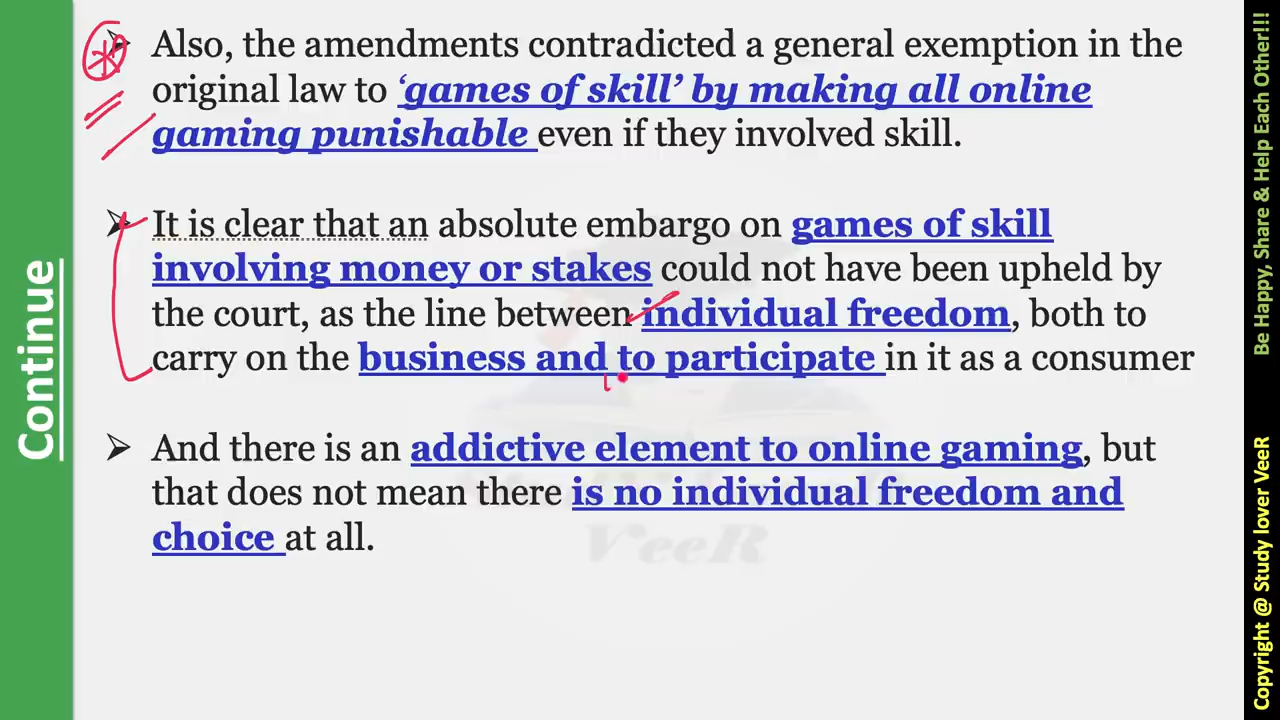 Continue
➢ Also, the amendments contradicted a general exemption in the
original law to ‘games of skill’ by making all online
gaming punishable even if they involved skill.
➢ It is clear that an absolute embargo on games of skill
involving money or stakes could not have been upheld by
the court, as the line between individual freedom, both to
carry on the business and to participate in it as a consumer
➢ And there is an addictive element to online gaming, but
that does not mean there is no individual freedom and
choice at all.
VeeR
Be Happy, Share & Help Each Other!!!
Copyright @ Study lover VeeR